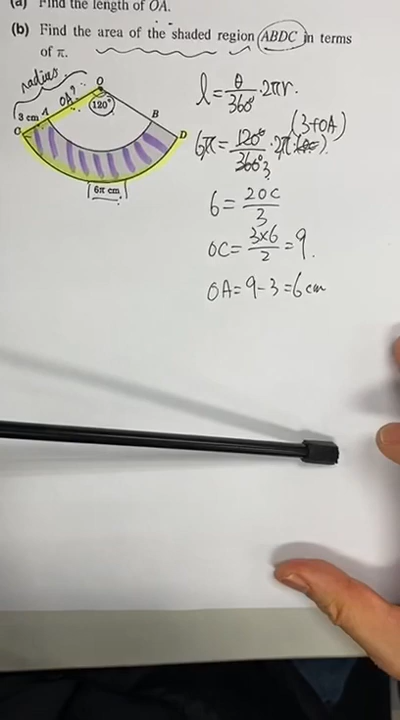 (a) Find the length of OA.
(b) Find the area of the shaded region ABDC in terms
of π.
radius
OA?
O
120°
3 cm
A
B
C
D
6π cm
l = θ/360° · 2πr.
(3+OA)
6π = 120°/360° · 2π
3
6 = 2OC/3
OC = 3×6/2 = 9.
OA = 9 - 3 = 6 cm